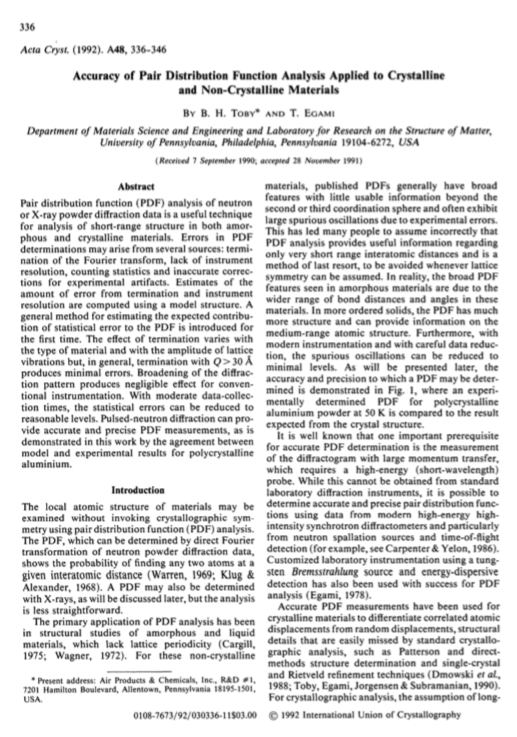 336
Acta Cryst. (1992). A48, 336–346
Accuracy of Pair Distribution Function Analysis Applied to Crystalline
and Non-Crystalline Materials
BY B. H. TOBY* AND T. EGAMI
Department of Materials Science and Engineering and Laboratory for Research on the Structure of Matter,
University of Pennsylvania, Philadelphia, Pennsylvania 19104-6272, USA
(Received 7 September 1990; accepted 28 November 1991)
Abstract
Pair distribution function (PDF) analysis of neutron
or X-ray powder diffraction data is a useful technique
for analysis of short-range structure in both amor-
phous and crystalline materials. Errors in PDF
determinations may arise from several sources: termi-
nation of the Fourier transform, lack of instrument
resolution, counting statistics and inaccurate correc-
tions for experimental artifacts. Estimates of the
amount of error from termination and instrument
resolution are computed using a model structure. A
general method for estimating the expected contribu-
tion of statistical error to the PDF is introduced for
the first time. The effect of termination varies with
the type of material and with the amplitude of lattice
vibrations but, in general, termination with Q > 30 Å
produces minimal errors. Broadening of the diffrac-
tion pattern produces negligible effect for conven-
tional instrumentation. With moderate data-collec-
tion times, the statistical errors can be reduced to
reasonable levels. Pulsed-neutron diffraction can pro-
vide accurate and precise PDF measurements, as is
demonstrated in this work by the agreement between
model and experimental results for polycrystalline
aluminium.
Introduction
The local atomic structure of materials may be
examined without invoking crystallographic sym-
metry using pair distribution function (PDF) analysis.
The PDF, which can be determined by direct Fourier
transformation of neutron powder diffraction data,
shows the probability of finding any two atoms at a
given interatomic distance (Warren, 1969; Klug &
Alexander, 1968). A PDF may also be determined
with X-rays, as will be discussed later, but the analysis
is less straightforward.
The primary application of PDF analysis has been
in structural studies of amorphous and liquid
materials, which lack lattice periodicity (Cargill,
1975; Wagner, 1972). For these non-crystalline
* Present address: Air Products & Chemicals, Inc., R&D #1,
7201 Hamilton Boulevard, Allentown, Pennsylvania 18195-1501,
USA.
materials, published PDFs generally have broad
features with little usable information beyond the
second or third coordination sphere and often exhibit
large spurious oscillations due to experimental errors.
This has led many people to assume incorrectly that
PDF analysis provides useful information regarding
only very short range interatomic distances and is a
method of last resort, to be avoided whenever lattice
symmetry can be assumed. In reality, the broad PDF
features seen in amorphous materials are due to the
wider range of bond distances and angles in these
materials. In more ordered solids, the PDF has much
more structure and can provide information on the
medium-range atomic structure. Furthermore, with
modern instrumentation and with careful data reduc-
tion, the spurious oscillations can be reduced to
minimal levels. As will be presented later, the
accuracy and precision to which a PDF may be deter-
mined is demonstrated in Fig. 1, where an experi-
mentally determined PDF for polycrystalline
aluminium powder at 50 K is compared to the result
expected from the crystal structure.
It is well known that one important prerequisite
for accurate PDF determination is the measurement
of the diffractogram with large momentum transfer,
which requires a high-energy (short-wavelength)
probe. While this cannot be obtained from standard
laboratory diffraction instruments, it is possible to
determine accurate and precise pair distribution func-
tions using data from modern high-energy high-
intensity synchrotron diffractometers and particularly
from neutron spallation sources and time-of-flight
detection (for example, see Carpenter & Yelon, 1986).
Customized laboratory instrumentation using a tung-
sten Bremsstrahlung source and energy-dispersive
detection has also been used with success for PDF
analysis (Egami, 1978).
Accurate PDF measurements have been used for
crystalline materials to differentiate correlated atomic
displacements from random displacements, structural
details that are easily missed by standard crystallo-
graphic analysis, such as Patterson and direct-
methods structure determination and single-crystal
and Rietveld refinement techniques (Dmowski et al.,
1988; Toby, Egami, Jorgensen & Subramanian, 1990).
For crystallographic analysis, the assumption of long-
0108-7673/92/030336-11$03.00 © 1992 International Union of Crystallography